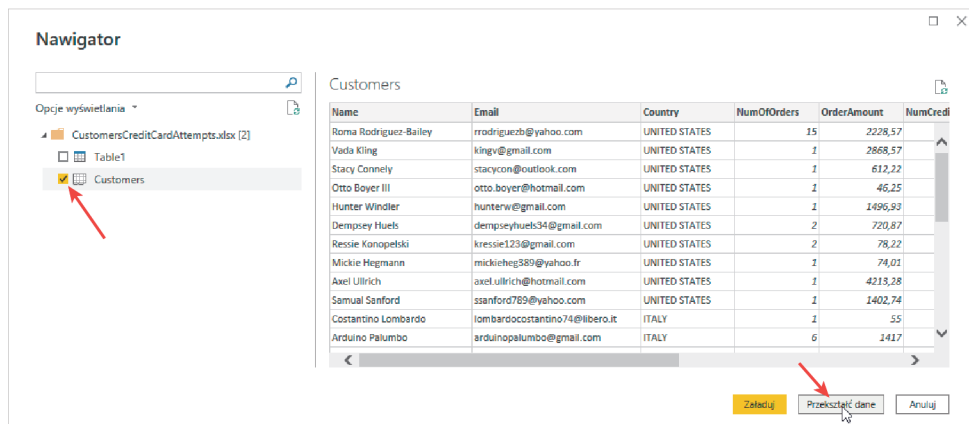 Nawigator
Opcje wyświetlania
CustomersCreditCardAttempts.xlsx [2]
Table1
Customers
Customers
Name Email Country NumOfOrders OrderAmount NumCredi
Roma Rodriguez-Bailey rrodriguezb@yahoo.com UNITED STATES 15 2228,57
Vada Kling kingv@gmail.com UNITED STATES 1 2868,57
Stacy Connely stacycon@outlook.com UNITED STATES 1 612,22
Otto Boyer III otto.boyer@hotmail.com UNITED STATES 1 46,25
Hunter Windler hunterw@gmail.com UNITED STATES 1 1496,93
Dempsey Huels dempseyhuels34@gmail.com UNITED STATES 2 720,87
Ressie Konopelski kressie123@gmail.com UNITED STATES 2 78,22
Mickie Hegmann mickieheg389@yahoo.fr UNITED STATES 1 74,01
Axel Ullrich axel.ullrich@hotmail.com UNITED STATES 1 4213,28
Samual Sanford ssanford789@yahoo.com UNITED STATES 1 1402,74
Costantino Lombardo lombardocostantino74@libero.it ITALY 1 55
Arduino Palumbo arduinopalumbo@gmail.com ITALY 6 1417
Załaduj Przekształć dane Anuluj